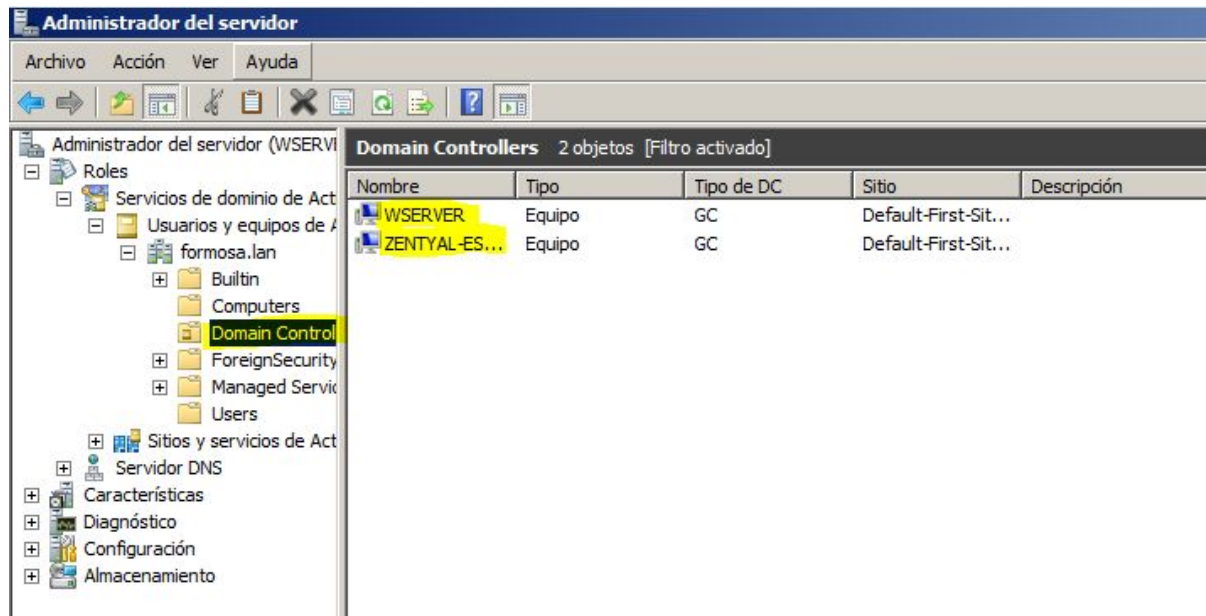 Administrador del servidor
Archivo Acción Ver Ayuda
Administrador del servidor (WSERV
Roles
Servicios de dominio de Act
Usuarios y equipos de A
formosa.lan
Builtin
Computers
Domain Control
ForeignSecurity
Managed Servic
Users
Sitios y servicios de Act
Servidor DNS
Características
Diagnóstico
Configuración
Almacenamiento
Domain Controllers 2 objetos [Filtro activado]
Nombre Tipo Tipo de DC Sitio Descripción
WSERVER Equipo GC Default-First-Sit...
ZENTYAL-ES... Equipo GC Default-First-Sit...